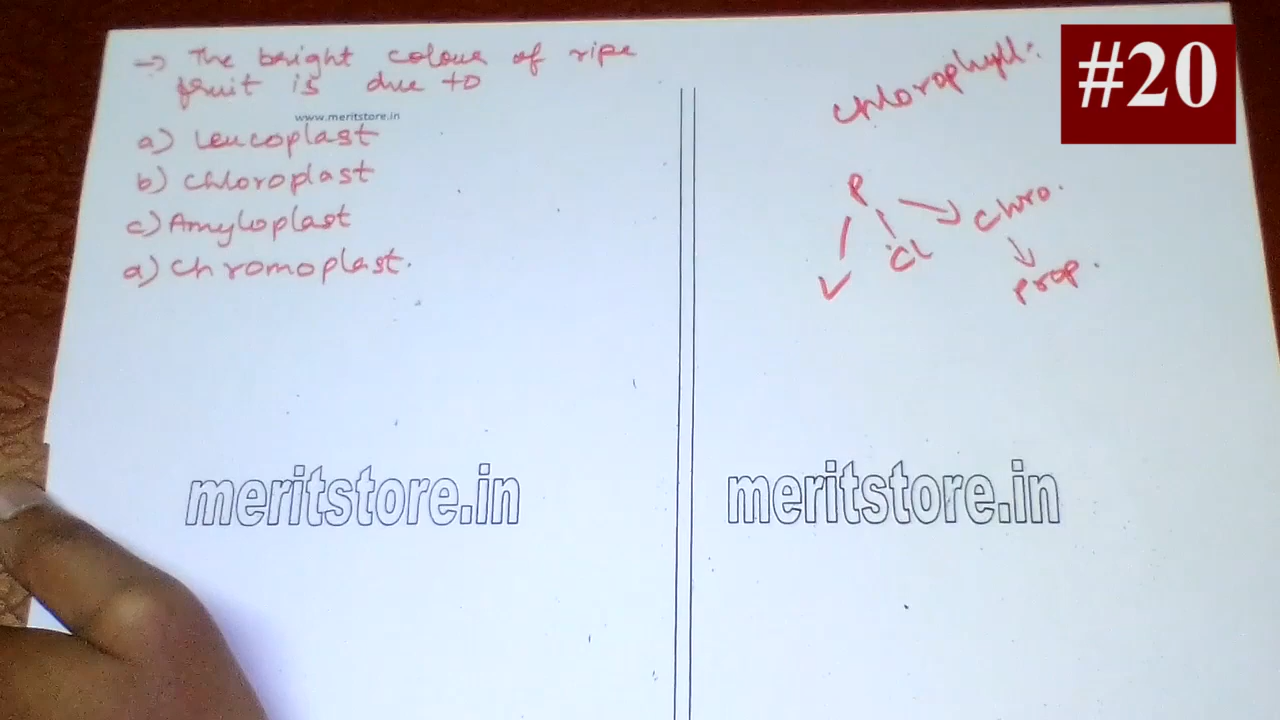 → The bright colour of ripe
fruit is due to
www.meritstore.in
a) Leucoplast
b) Chloroplast
c) Amyloplast
a) Chromoplast.
chlorophyll:
#20
P
Chro.
CL
Prop.
meritstore.in
meritstore.in